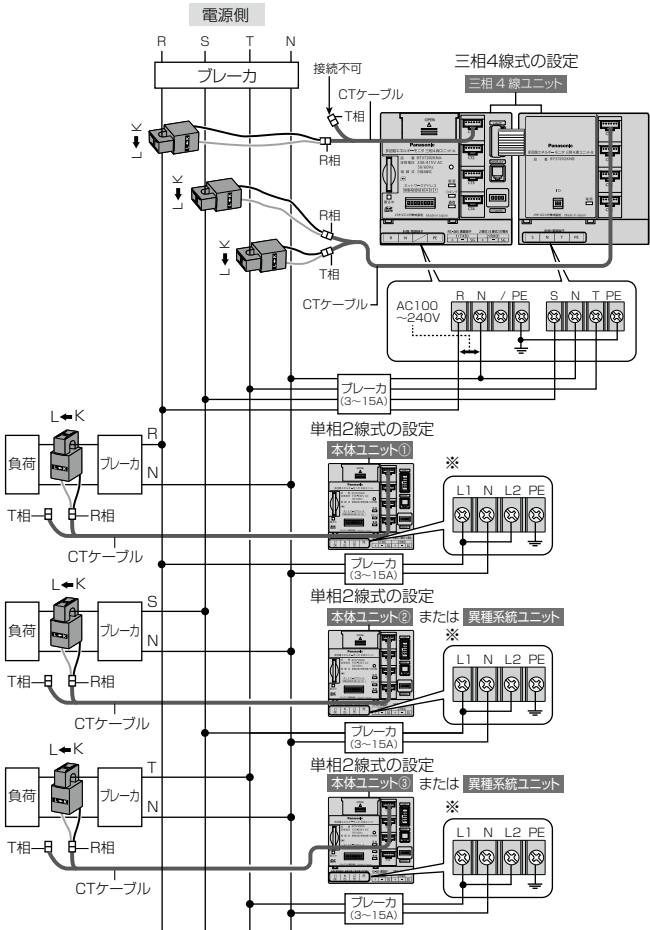 電源側
R S T N
ブレーカ
接続不可
CTケーブル
T相
R相
L K
三相4線式の設定
三相4線ユニット
OPEN
Panasonic
Panasonic
L K
R相
T相
L K
CTケーブル
AC100
～240V
R N / PE
S N T PE
ブレーカ
(3～15A)
単相2線式の設定
本体ユニット①
Panasonic
※
L1 N L2 PE
L K
負荷
ブレーカ
R
N
T相
R相
CTケーブル
ブレーカ
(3～15A)
単相2線式の設定
本体ユニット② または 異種系統ユニット
Panasonic
※
L1 N L2 PE
L K
負荷
ブレーカ
S
N
T相
R相
CTケーブル
ブレーカ
(3～15A)
単相2線式の設定
本体ユニット③ または 異種系統ユニット
Panasonic
※
L1 N L2 PE
L K
負荷
ブレーカ
T
N
T相
R相
CTケーブル
ブレーカ
(3～15A)